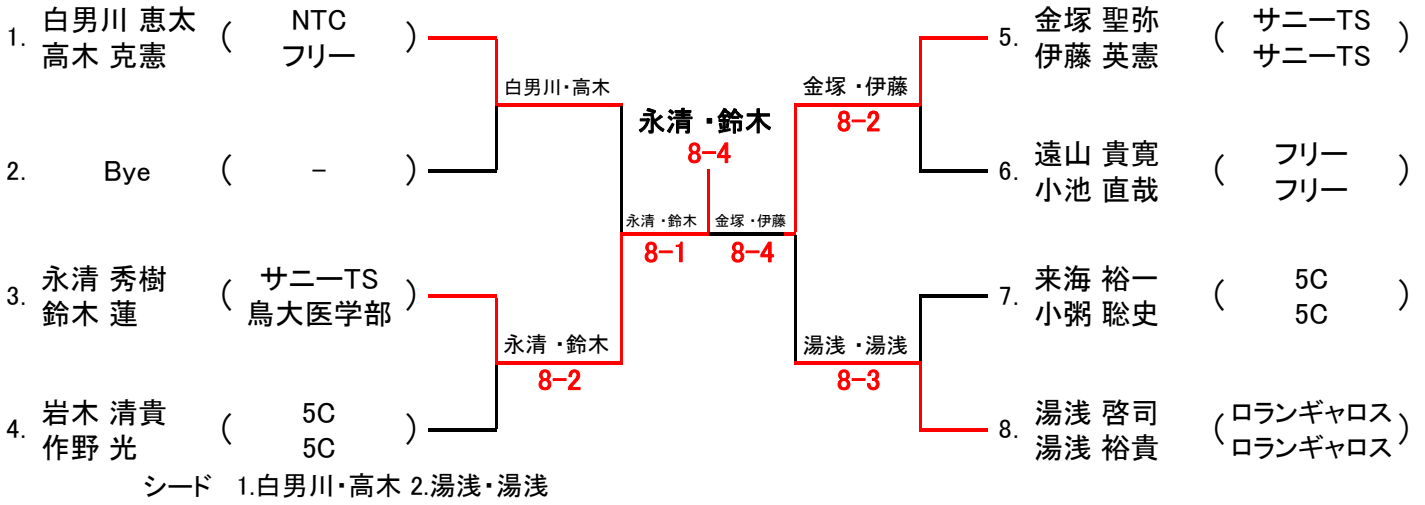 1. 白男川 恵太 ( NTC )
高木 克憲 フリー
白男川・高木
2. Bye ( - )
3. 永清 秀樹 ( サニーTS )
鈴木 蓮 鳥大医学部
永清 ・鈴木
8-2
4. 岩木 清貴 ( 5C )
作野 光 5C
永清 ・鈴木
8-4
永清 ・鈴木
8-1
金塚 ・伊藤
8-4
5. 金塚 聖弥 ( サニーTS )
伊藤 英憲 サニーTS
金塚 ・伊藤
8-2
6. 遠山 貴寛 ( フリー )
小池 直哉 フリー
7. 来海 裕一 ( 5C )
小粥 聡史 5C
湯浅 ・湯浅
8-3
8. 湯浅 啓司 ( ロランギャロス )
湯浅 裕貴 ロランギャロス
シード 1.白男川・高木 2.湯浅・湯浅